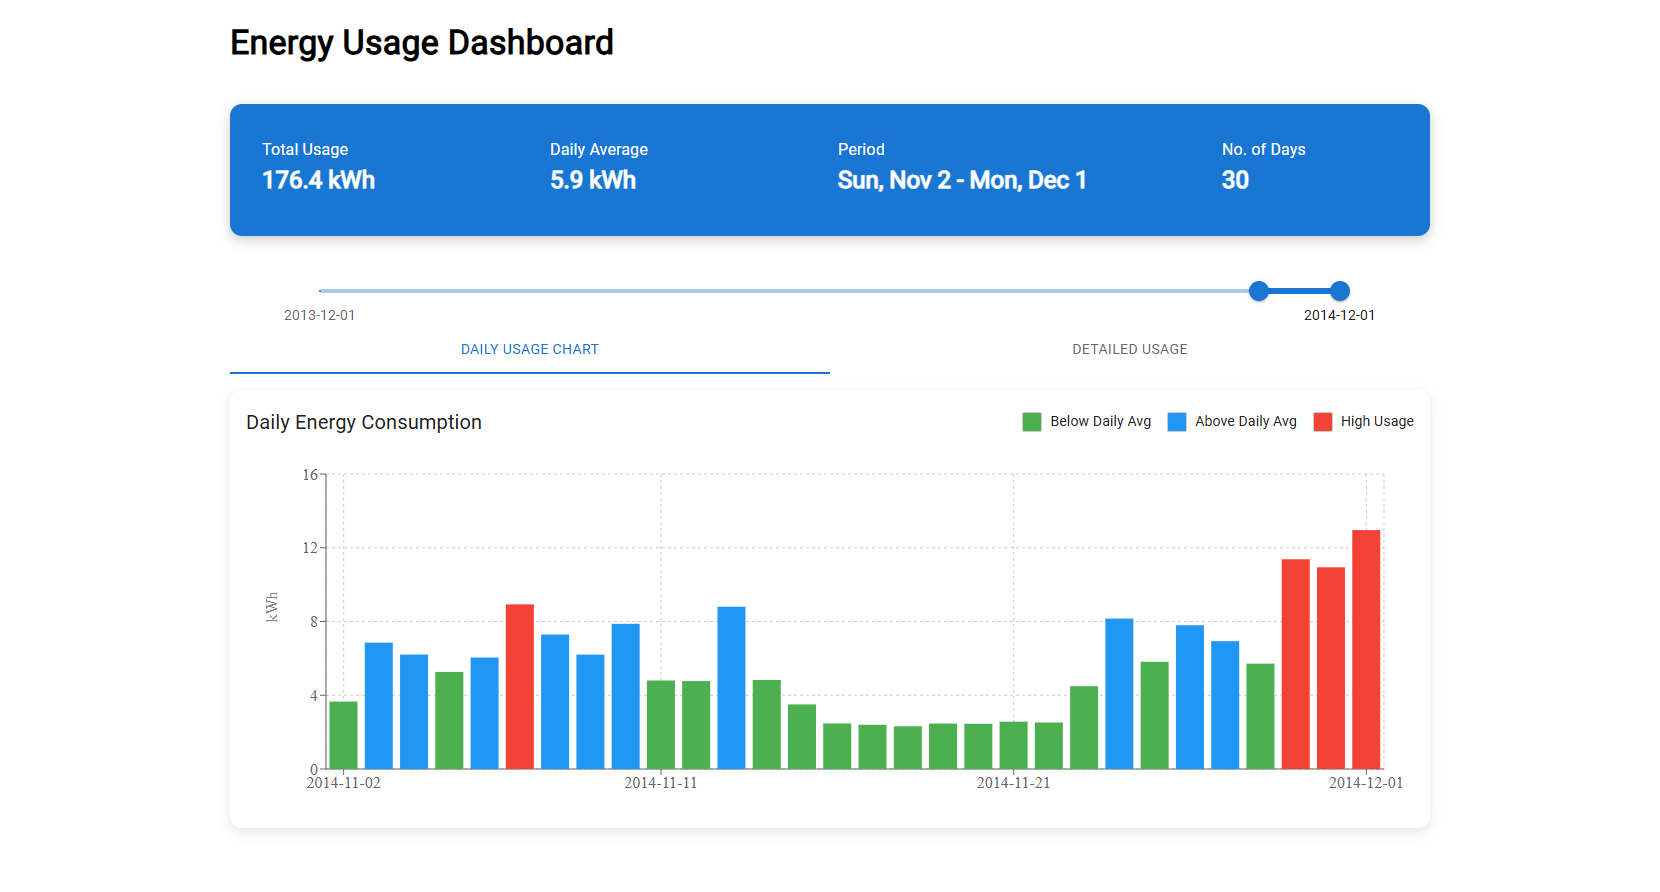 Energy Usage Dashboard
Total Usage
176.4 kWh
Daily Average
5.9 kWh
Period
Sun, Nov 2 - Mon, Dec 1
No. of Days
30
2013-12-01
2014-12-01
DAILY USAGE CHART
DETAILED USAGE
Daily Energy Consumption
Below Daily Avg
Above Daily Avg
High Usage
16
12
8
4
0
kWh
2014-11-02
2014-11-11
2014-11-21
2014-12-01